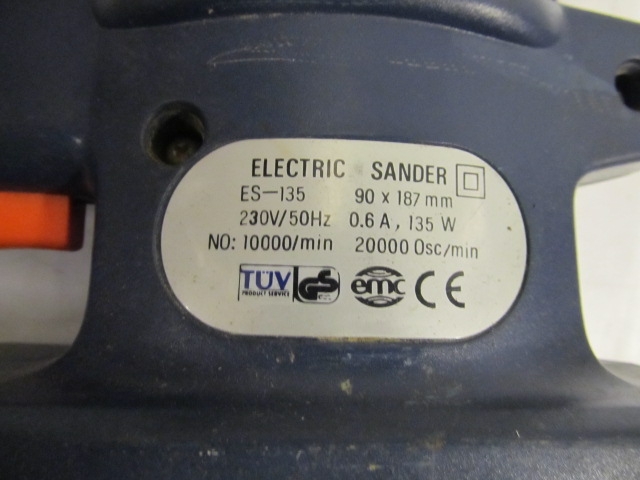 ELECTRIC SANDER
ES-135 90 x 187 mm
230V/50Hz 0.6 A, 135 W
NO: 10000/min 20000 Osc/min
TÜV PRODUCT SERVICE GS emc CE